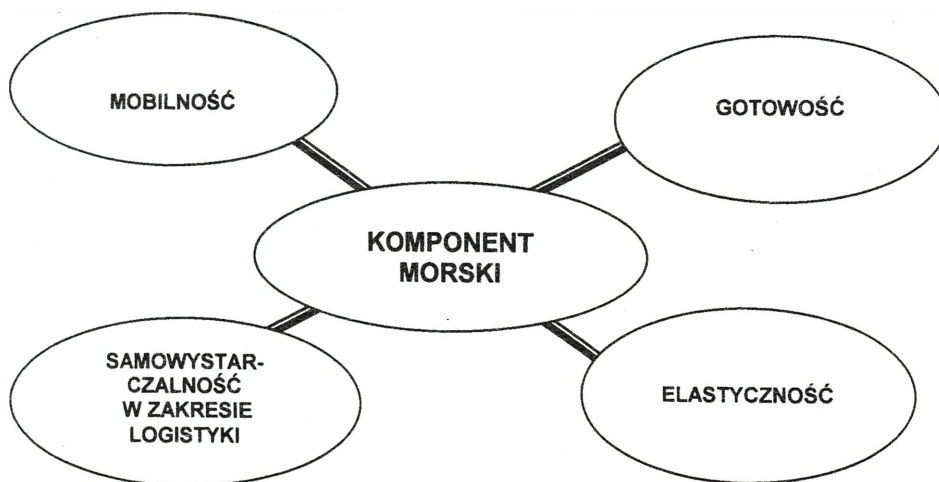 MOBILNOŚĆ
GOTOWOŚĆ
KOMPONENT
MORSKI
SAMOWYSTAR-
CZALNOŚĆ
W ZAKRESIE
LOGISTYKI
ELASTYCZNOŚĆ